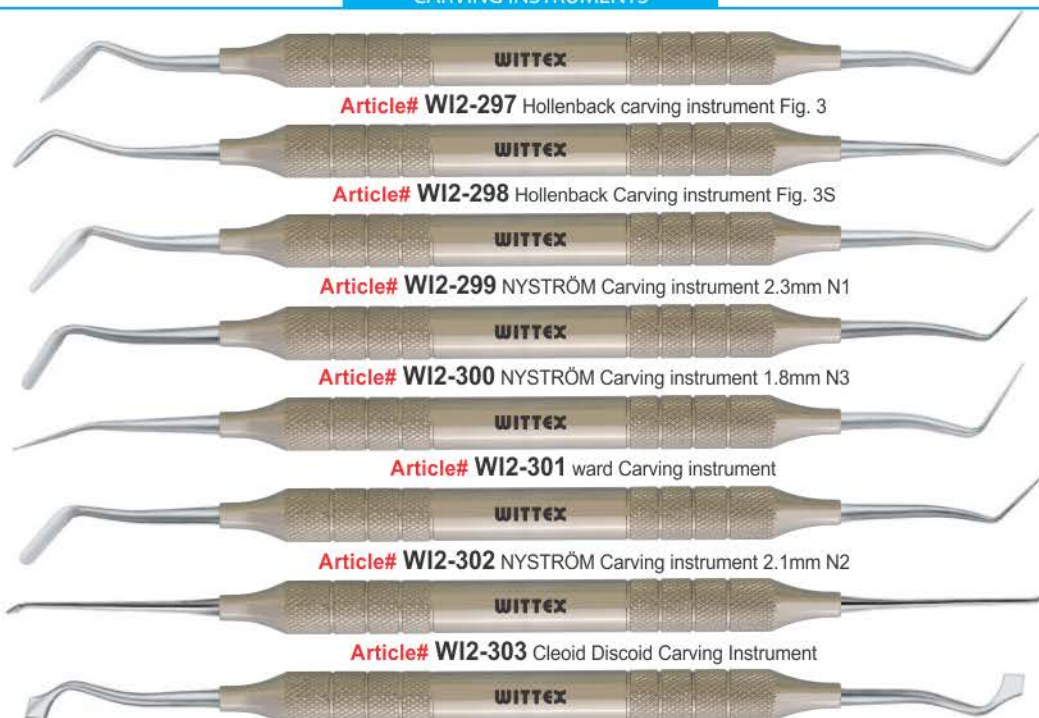 CARVING INSTRUMENTS
WITTEX
Article# WI2-297 Hollenback carving instrument Fig. 3
WITTEX
Article# WI2-298 Hollenback Carving instrument Fig. 3S
WITTEX
Article# WI2-299 NYSTRÖM Carving instrument 2.3mm N1
WITTEX
Article# WI2-300 NYSTRÖM Carving instrument 1.8mm N3
WITTEX
Article# WI2-301 ward Carving instrument
WITTEX
Article# WI2-302 NYSTRÖM Carving instrument 2.1mm N2
WITTEX
Article# WI2-303 Cleoid Discoid Carving Instrument
WITTEX